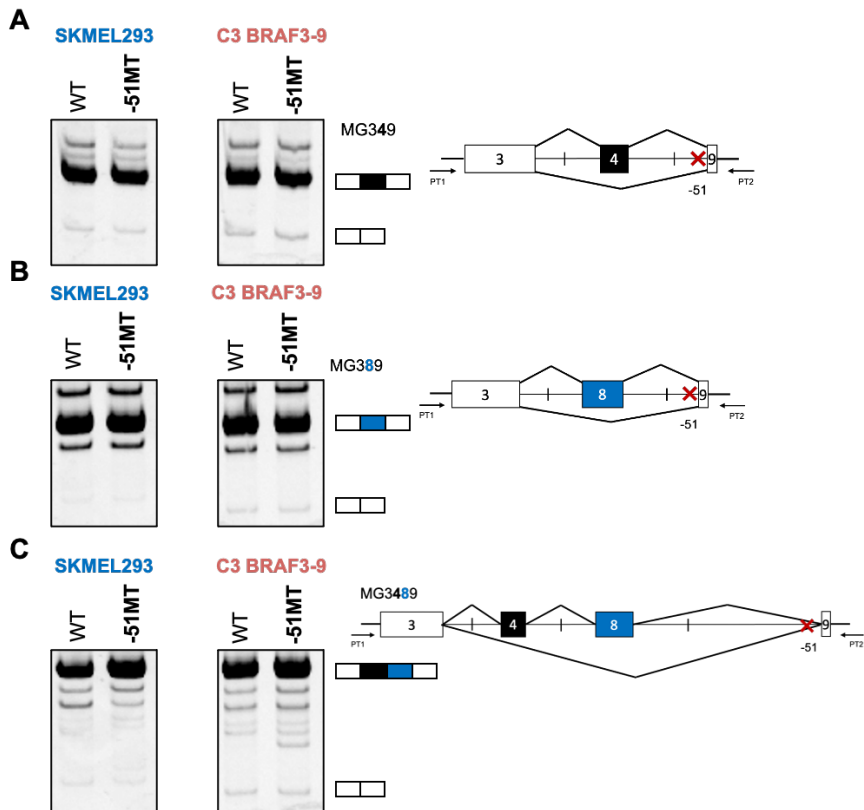 A
SKMEL293 C3 BRAF3-9
WT -51MT WT -51MT
MG349
3 4 9
PT1 -51 PT2
B
SKMEL293 C3 BRAF3-9
WT -51MT WT -51MT
MG389
3 8 9
PT1 -51 PT2
C
SKMEL293 C3 BRAF3-9
WT -51MT WT -51MT
MG3489
3 4 8 9
PT1 -51 PT2